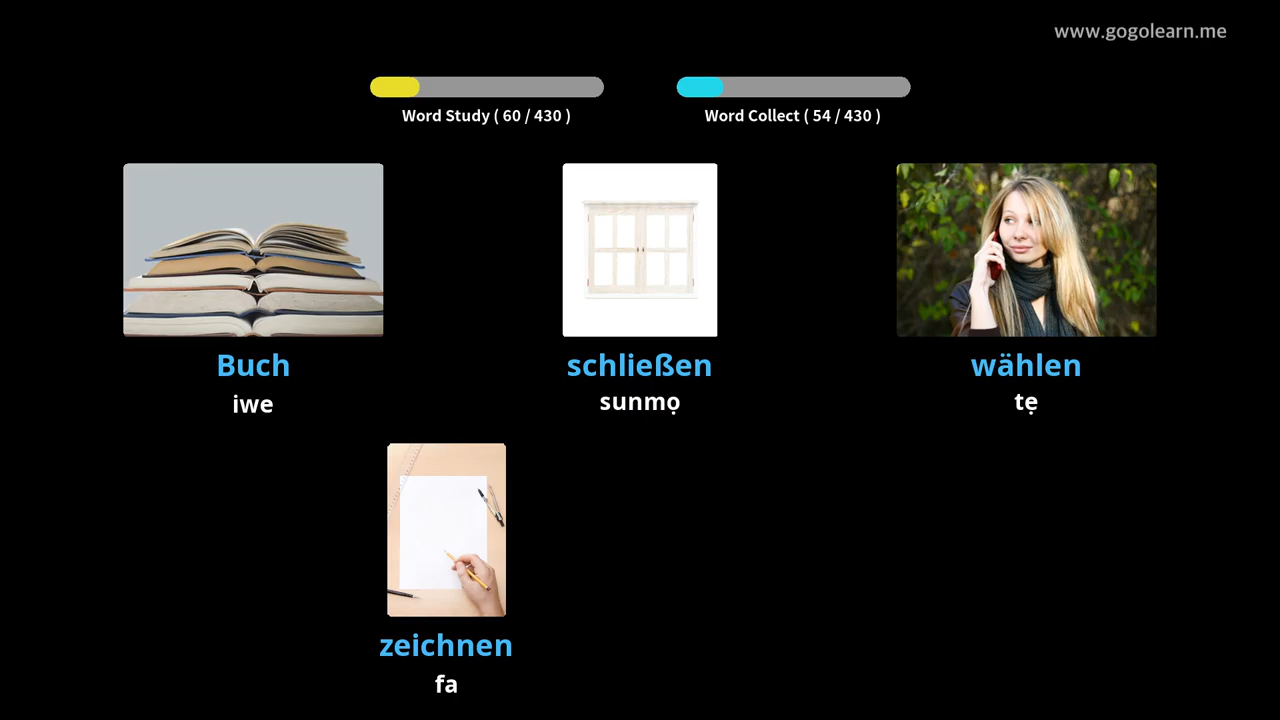 www.gogolearn.me
Word Study ( 60 / 430 )
Word Collect ( 54 / 430 )
Buch
iwe
schließen
sunmọ
wählen
tẹ
zeichnen
fa